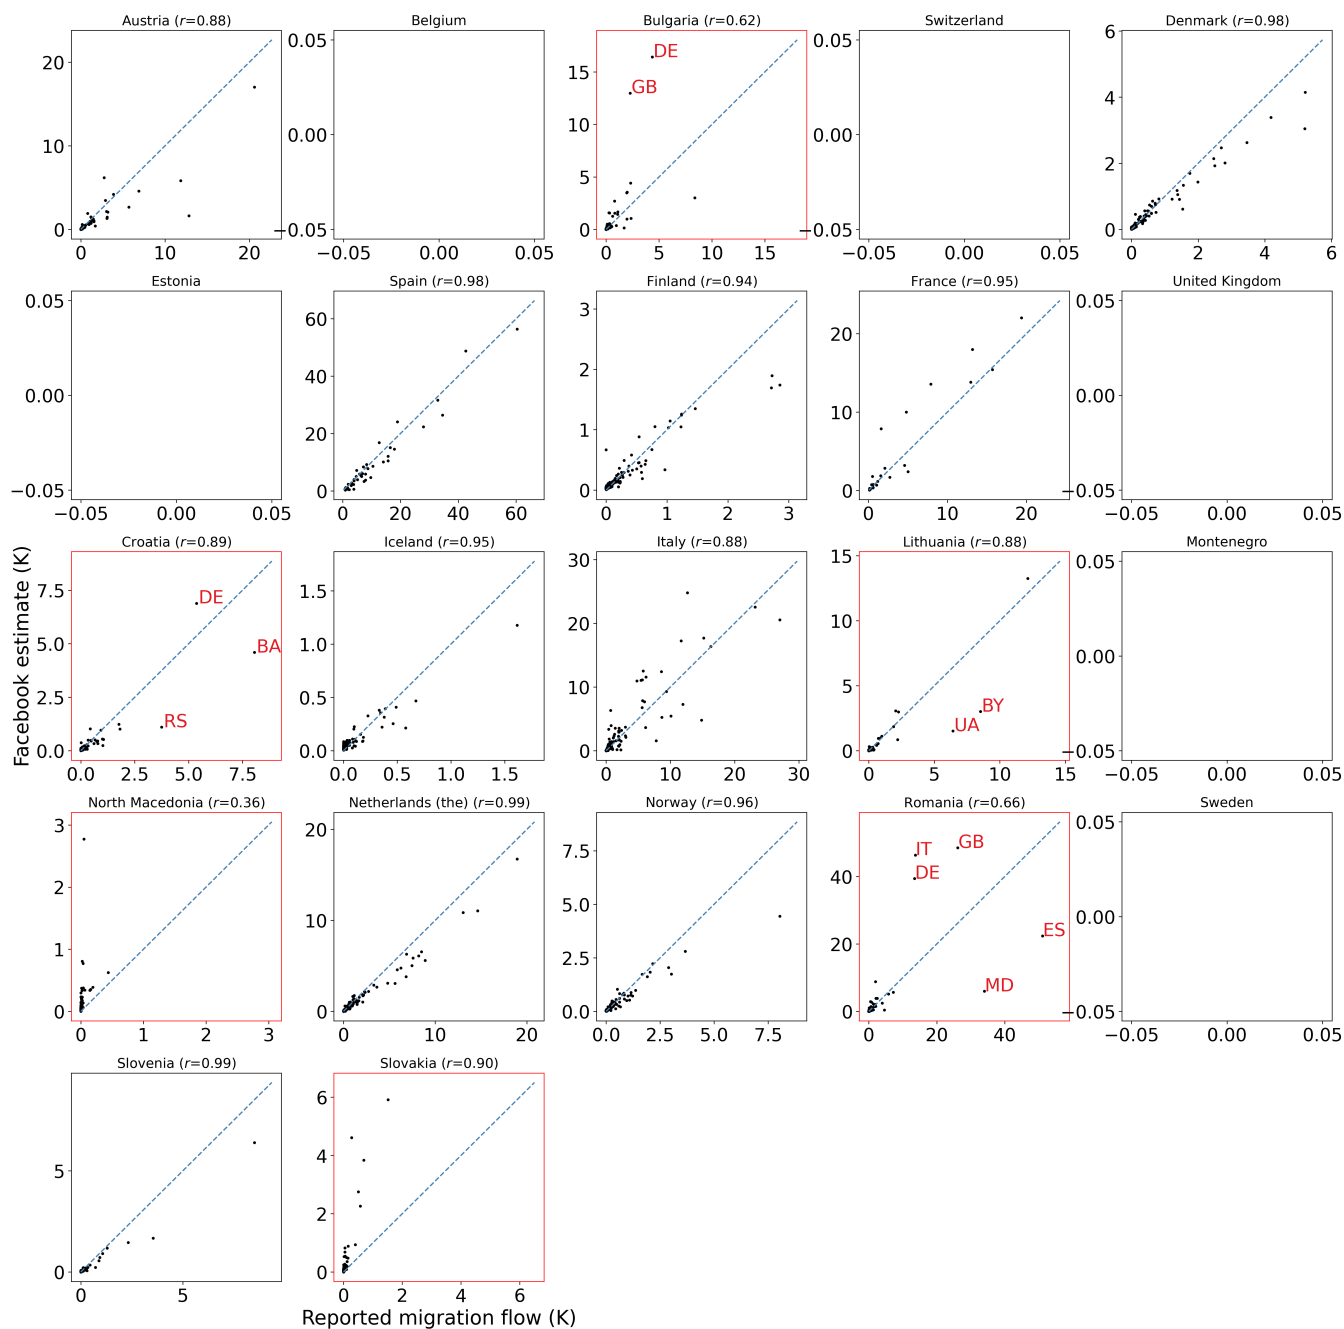 Austria (r=0.88)
Belgium
Bulgaria (r=0.62)
Switzerland
Denmark (r=0.98)
20
10
0
0 10 20
0.05
0.00
−0.05
−0.05 0.00 0.05
15
10
5
0
0 5 10 15
DE
GB
0.05
0.00
−0.05
−0.05 0.00 0.05
6
4
2
0
0 2 4 6
Estonia
Spain (r=0.98)
Finland (r=0.94)
France (r=0.95)
United Kingdom
0.05
0.00
−0.05
−0.05 0.00 0.05
60
40
20
0
0 20 40 60
3
2
1
0
0 1 2 3
20
10
0
0 10 20
0.05
0.00
−0.05
−0.05 0.00 0.05
Facebook estimate (K)
Croatia (r=0.89)
Iceland (r=0.95)
Italy (r=0.88)
Lithuania (r=0.88)
Montenegro
7.5
5.0
2.5
0.0
0.0 2.5 5.0 7.5
DE
BA
RS
1.5
1.0
0.5
0.0
0.0 0.5 1.0 1.5
30
20
10
0
0 10 20 30
15
10
5
0
0 5 10 15
BY
UA
0.05
0.00
−0.05
−0.05 0.00 0.05
North Macedonia (r=0.36)
Netherlands (the) (r=0.99)
Norway (r=0.96)
Romania (r=0.66)
Sweden
3
2
1
0
0 1 2 3
20
10
0
0 10 20
7.5
5.0
2.5
0.0
0.0 2.5 5.0 7.5
40
20
0
0 20 40
IT
GB
DE
ES
MD
0.05
0.00
−0.05
−0.05 0.00 0.05
Slovenia (r=0.99)
Slovakia (r=0.90)
5
0
0 5
6
4
2
0
0 2 4 6
Reported migration flow (K)